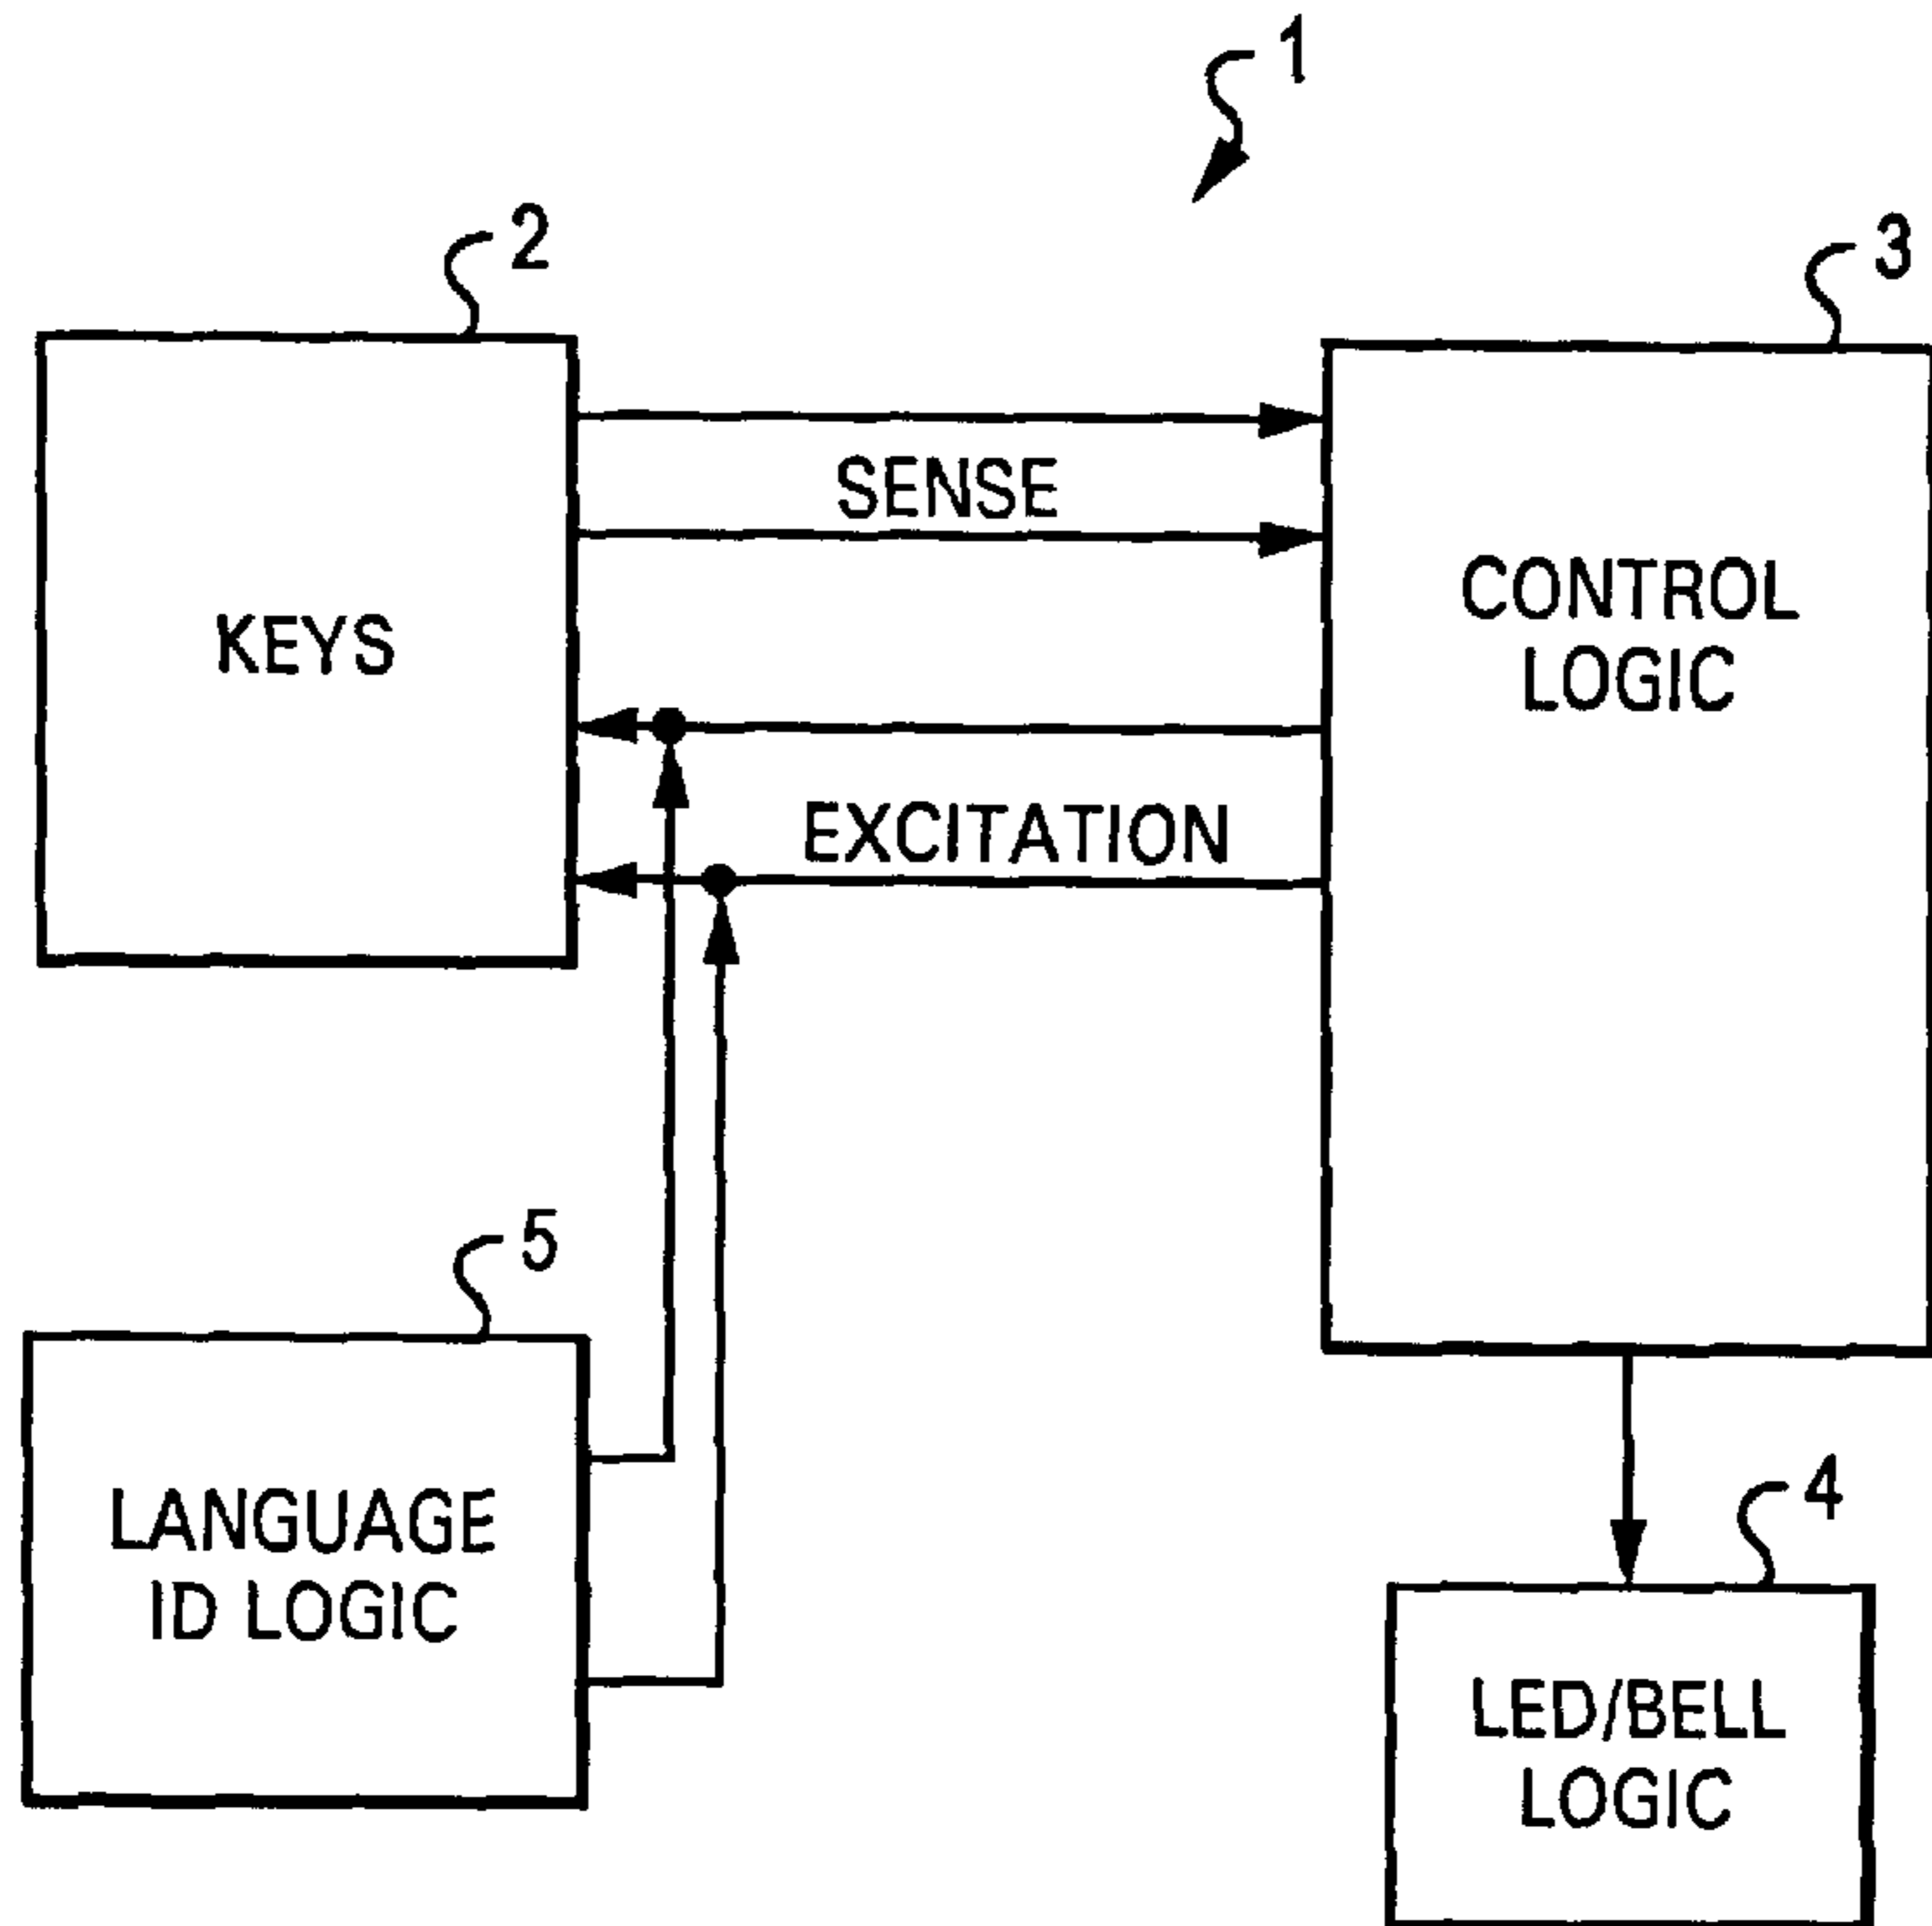 1
2
3
SENSE
KEYS
CONTROL
LOGIC
EXCITATION
5
LANGUAGE
ID LOGIC
4
LED/BELL
LOGIC